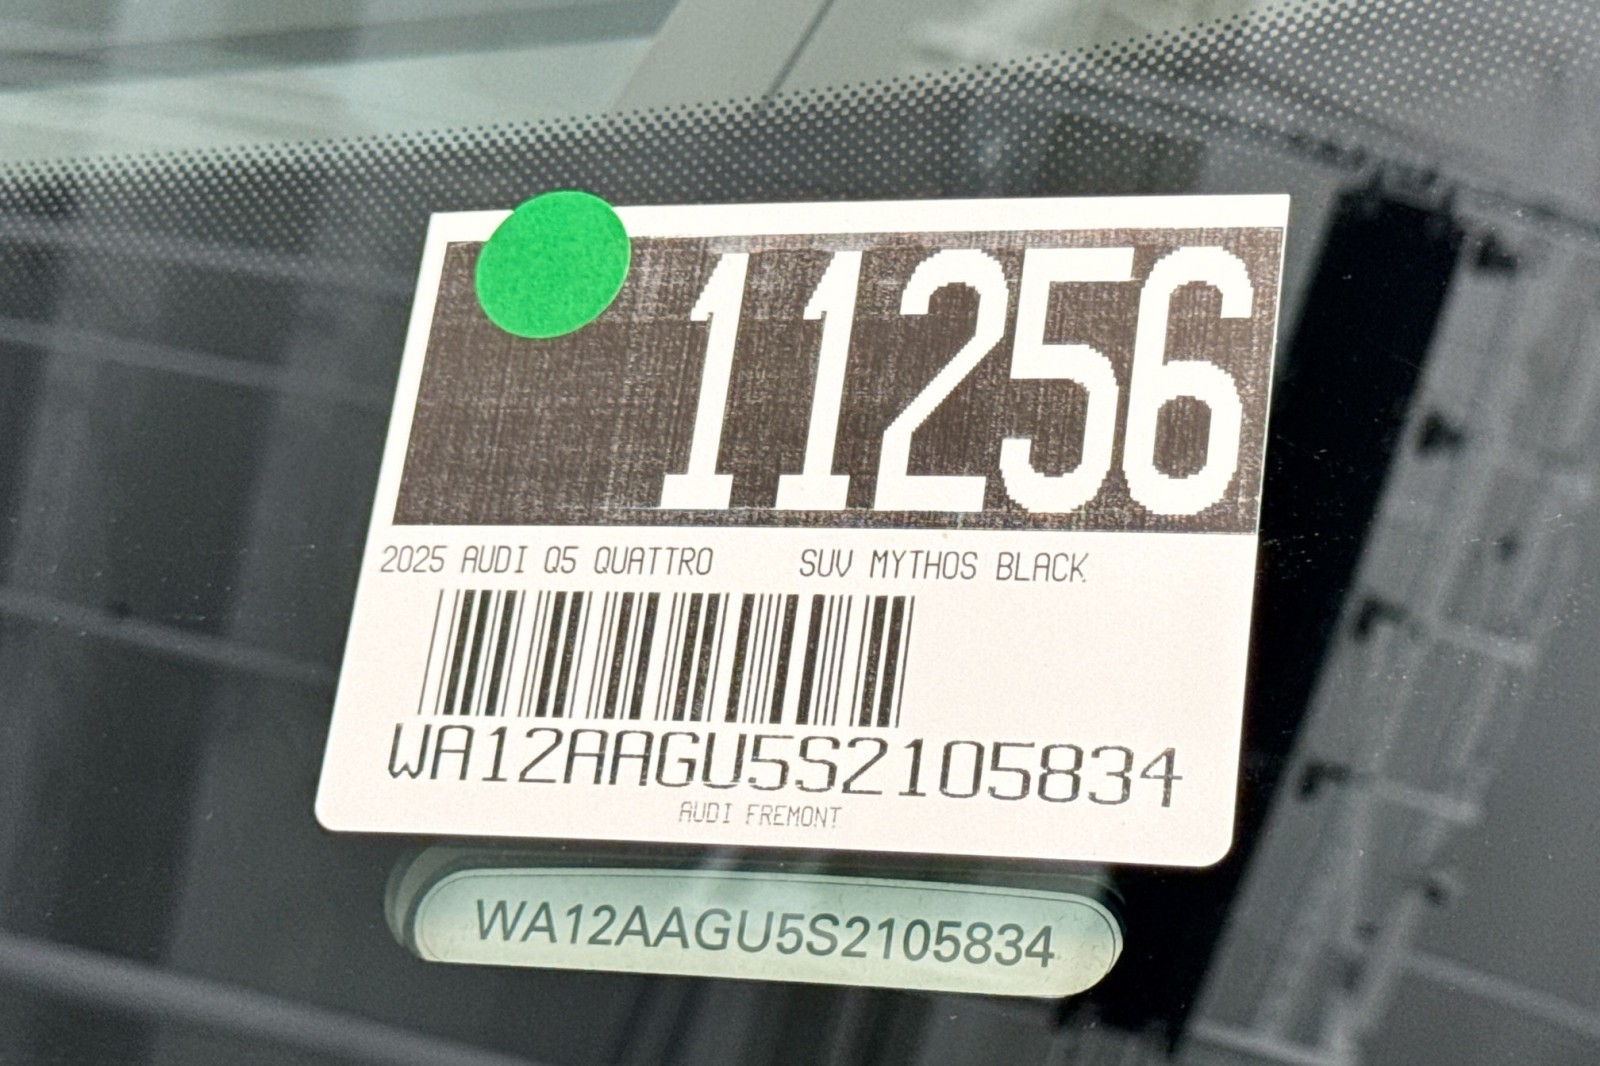 11256
2025 AUDI Q5 QUATTRO SUV MYTHOS BLACK
WA12AAGU5S2105834
AUDI FREMONT
WA12AAGU5S2105834